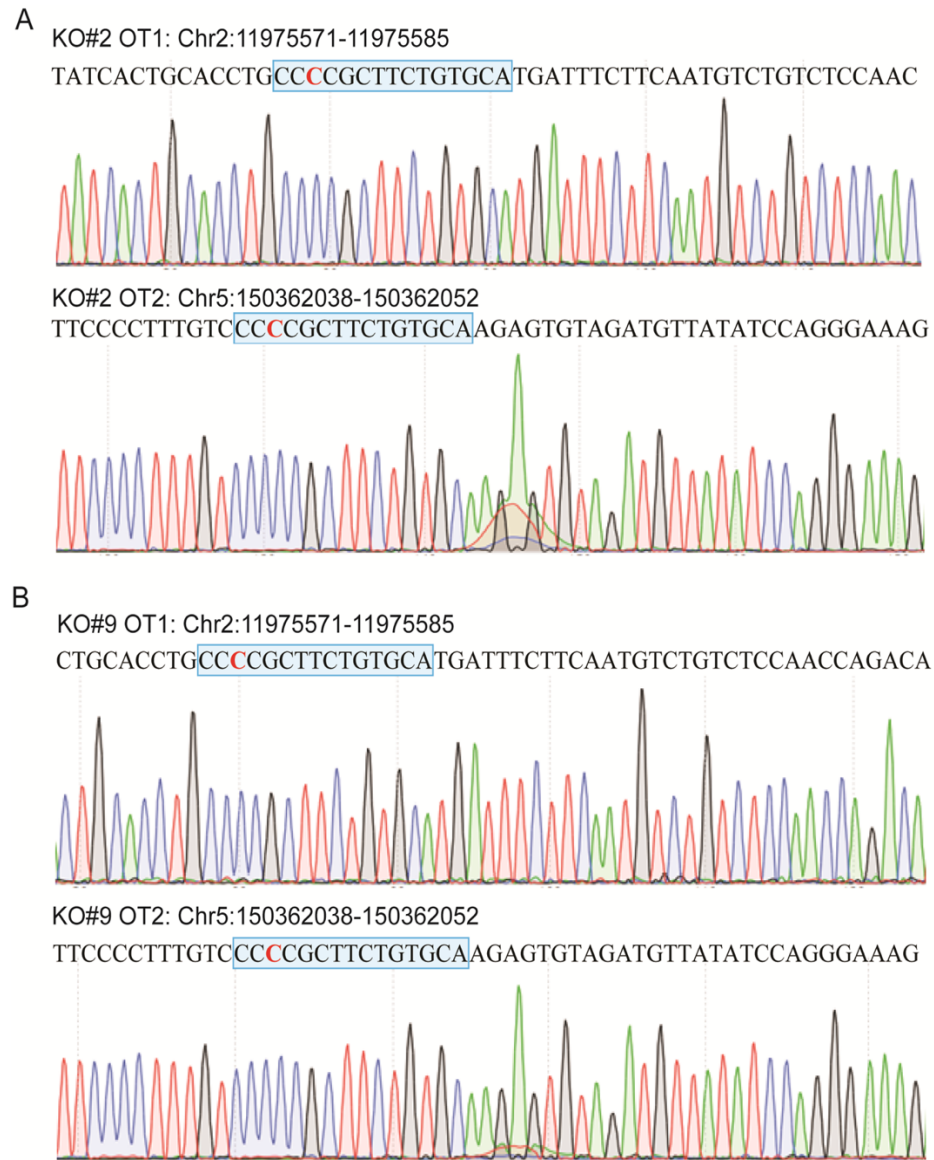 A
KO#2 OT1: Chr2:11975571-11975585
TATCACTGCACCTGCCCCGCTTCTGTGCATGATTTCTTCAATGTCTGTCTCCAAC
KO#2 OT2: Chr5:150362038-150362052
TTCCCCTTTGTCCCCCGCTTCTGTGCAAGAGTGTAGATGTTATATCCAGGGAAAG
B
KO#9 OT1: Chr2:11975571-11975585
CTGCACCTGCCCCGCTTCTGTGCATGATTTCTTCAATGTCTGTCTCCAACCAGACA
KO#9 OT2: Chr5:150362038-150362052
TTCCCCTTTGTCCCCCGCTTCTGTGCAAGAGTGTAGATGTTATATCCAGGGAAAG